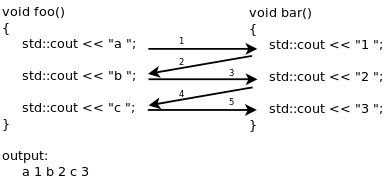 void foo()
{
std::cout << "a ";
std::cout << "b ";
std::cout << "c ";
}
1
2
3
4
5
void bar()
{
std::cout << "1 ";
std::cout << "2 ";
std::cout << "3 ";
}
output:
a 1 b 2 c 3